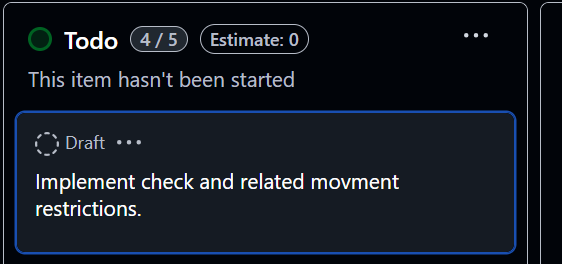 Todo 4 / 5 Estimate: 0
This item hasn't been started
Draft
Implement check and related movment
restrictions.